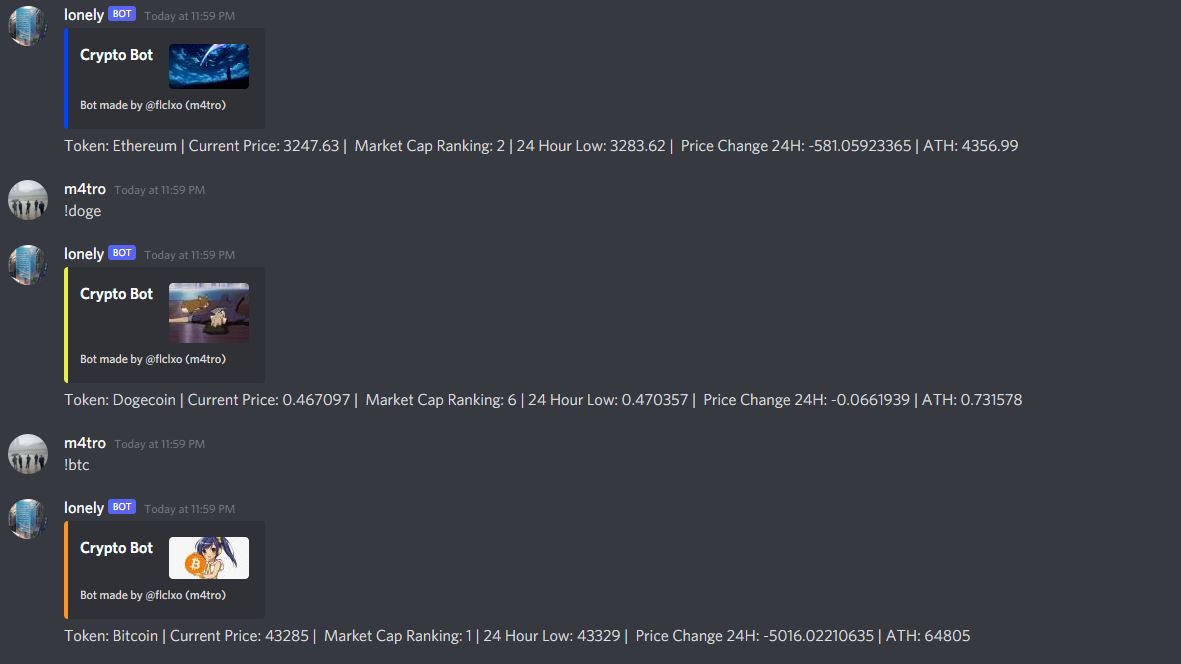 lonely BOT Today at 11:59 PM
Crypto Bot
Bot made by @flclxo (m4tro)
Token: Ethereum | Current Price: 3247.63 | Market Cap Ranking: 2 | 24 Hour Low: 3283.62 | Price Change 24H: -581.05923365 | ATH: 4356.99
m4tro Today at 11:59 PM
!doge
lonely BOT Today at 11:59 PM
Crypto Bot
Bot made by @flclxo (m4tro)
Token: Dogecoin | Current Price: 0.467097 | Market Cap Ranking: 6 | 24 Hour Low: 0.470357 | Price Change 24H: -0.0661939 | ATH: 0.731578
m4tro Today at 11:59 PM
!btc
lonely BOT Today at 11:59 PM
Crypto Bot
Bot made by @flclxo (m4tro)
Token: Bitcoin | Current Price: 43285 | Market Cap Ranking: 1 | 24 Hour Low: 43329 | Price Change 24H: -5016.02210635 | ATH: 64805